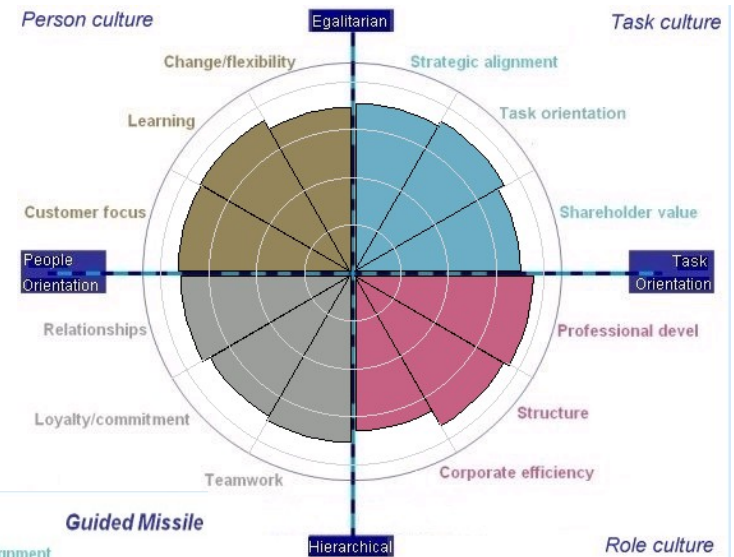 Person culture
Egalitarian
Task culture
Change/flexibility
Strategic alignment
Learning
Task orientation
Customer focus
Shareholder value
People
Orientation
Task
Orientation
Relationships
Professional devel
Loyalty/commitment
Structure
Teamwork
Corporate efficiency
Guided Missile
Hierarchical
Role culture